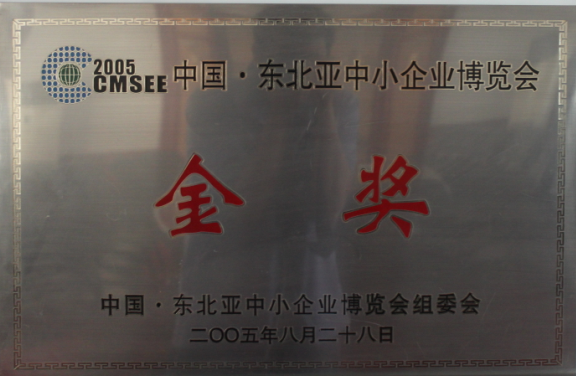 2005
CMSEE
中国·东北亚中小企业博览会
金奖
中国·东北亚中小企业博览会组委会
二〇〇五年八月二十八日